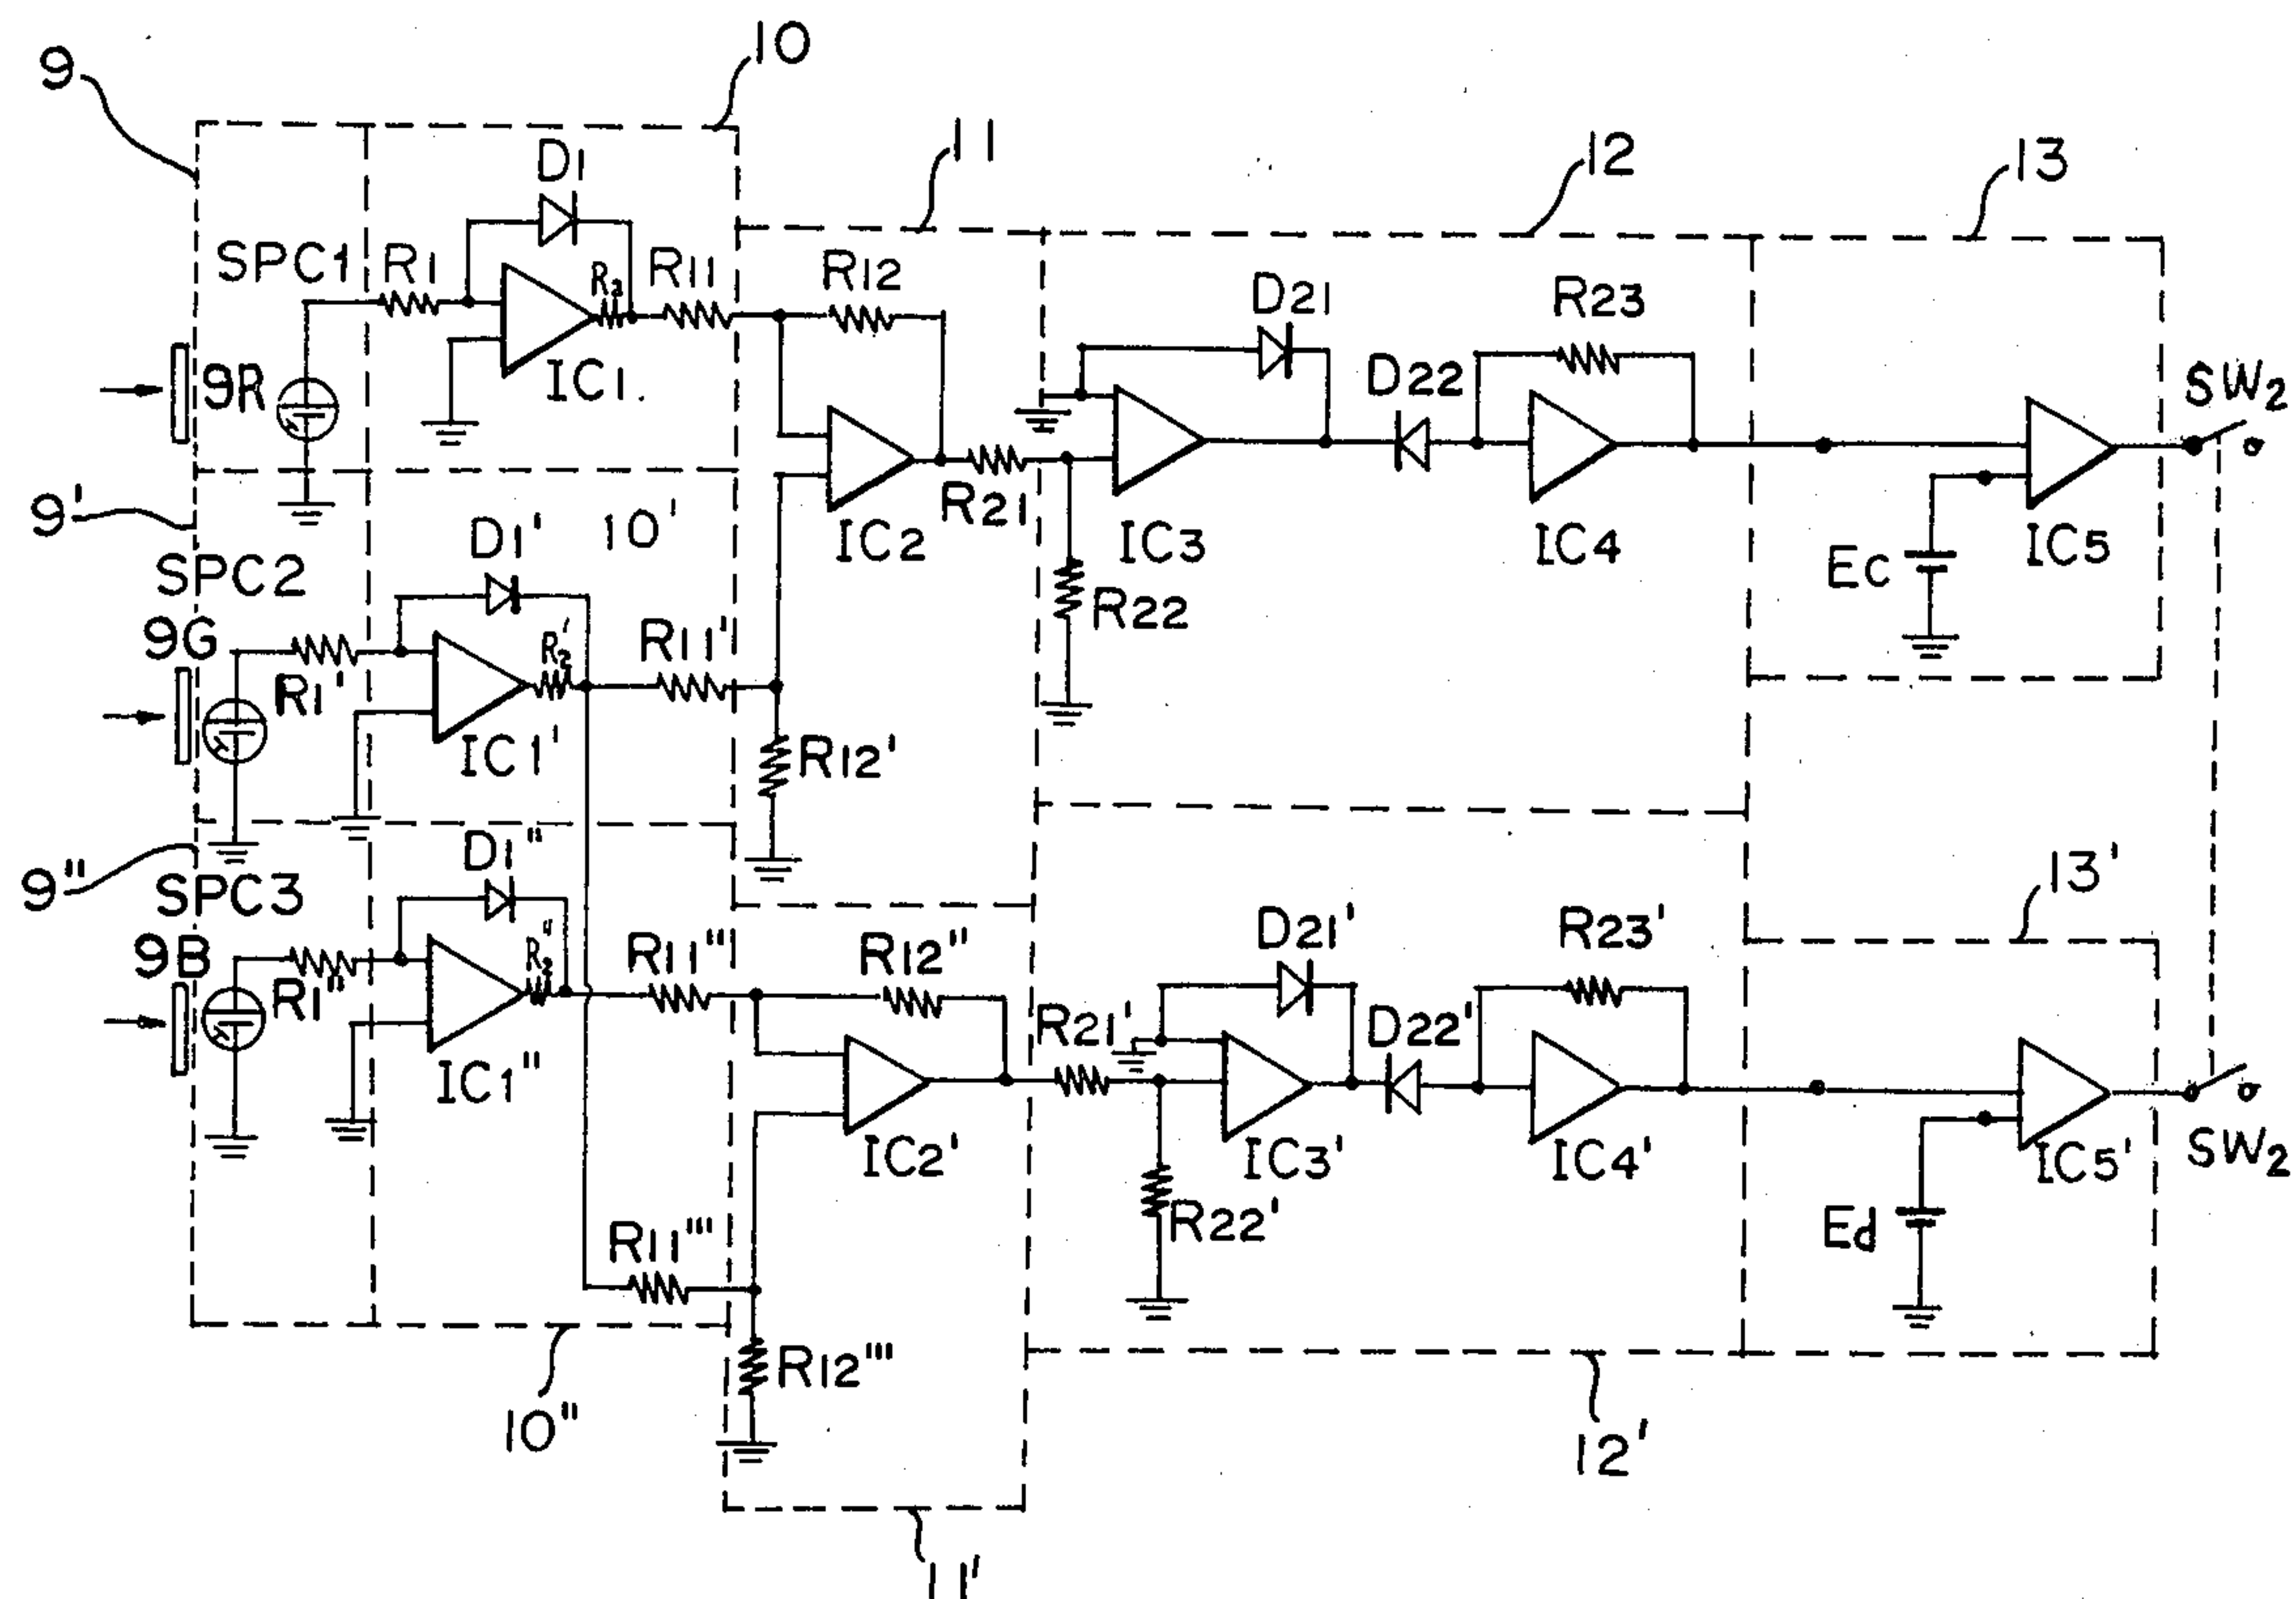 10
9
11
12
13
D1
SPC1
R1
R2
R11
R12
D21
R23
9R
IC1
D22
SW2
9'
D1'
10'
IC2
R21
IC3
IC4
IC5
SPC2
Ec
R22
9G
R1'
R2'
R11'
IC1'
R12'
D1"
9"
SPC3
13'
D21'
R23'
9B
R1"
R2"
R11"
R12"
R21'
D22'
IC1"
IC2'
IC3'
IC4'
IC5'
SW2
R22'
Ed
R11'''
R12'''
10"
12'
11'